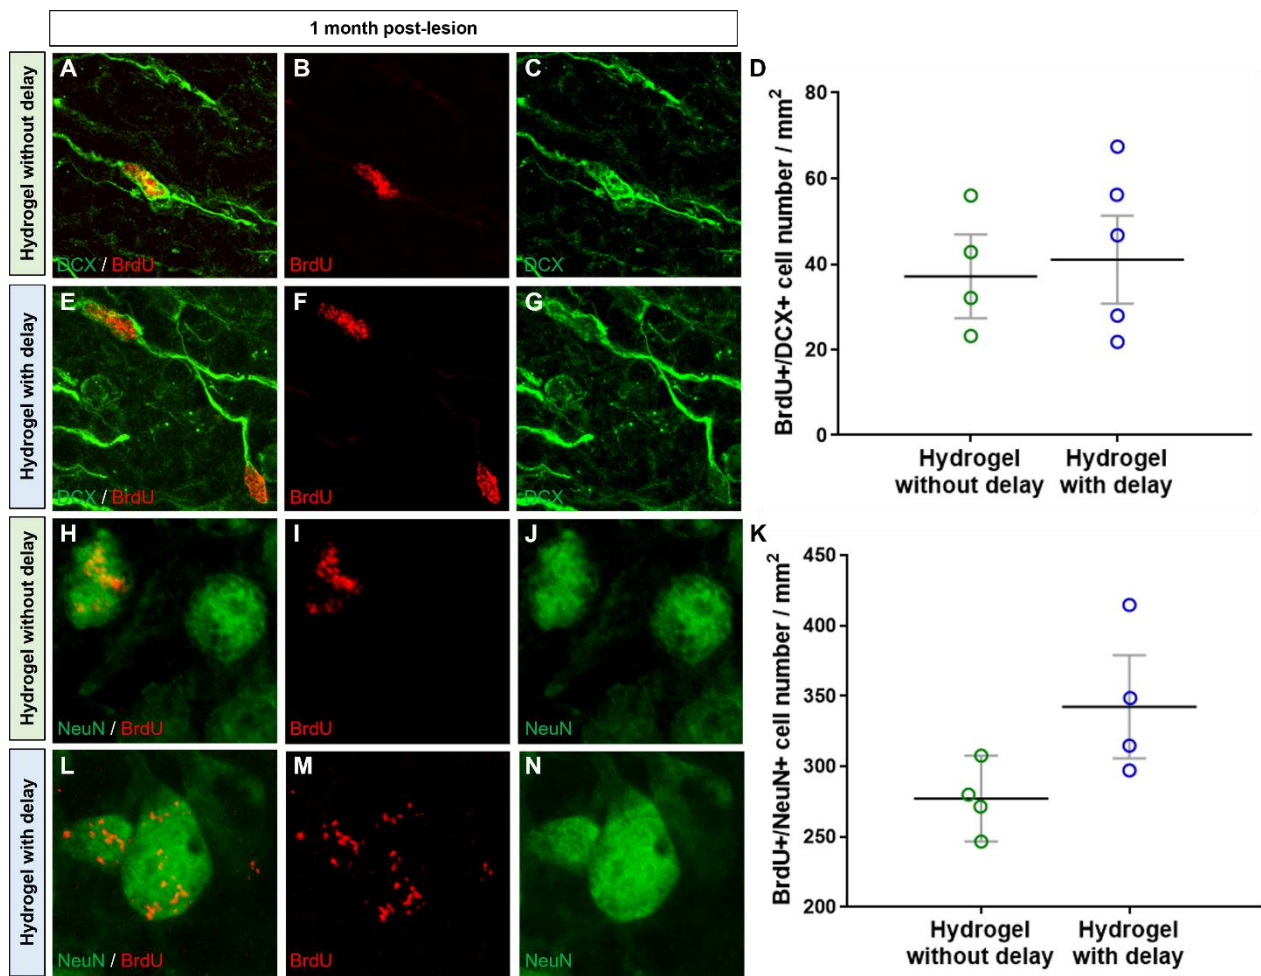 1 month post-lesion
Hydrogel without delay
A
DCX / BrdU
B
BrdU
C
DCX
Hydrogel with delay
E
DCX / BrdU
F
BrdU
G
DCX
Hydrogel without delay
H
NeuN / BrdU
I
BrdU
J
NeuN
Hydrogel with delay
L
NeuN / BrdU
M
BrdU
N
NeuN
D
BrdU+/DCX+ cell number / mm²
80
60
40
20
0
Hydrogel
without delay
Hydrogel
with delay
K
BrdU+/NeuN+ cell number / mm²
450
400
350
300
250
200
Hydrogel
without delay
Hydrogel
with delay